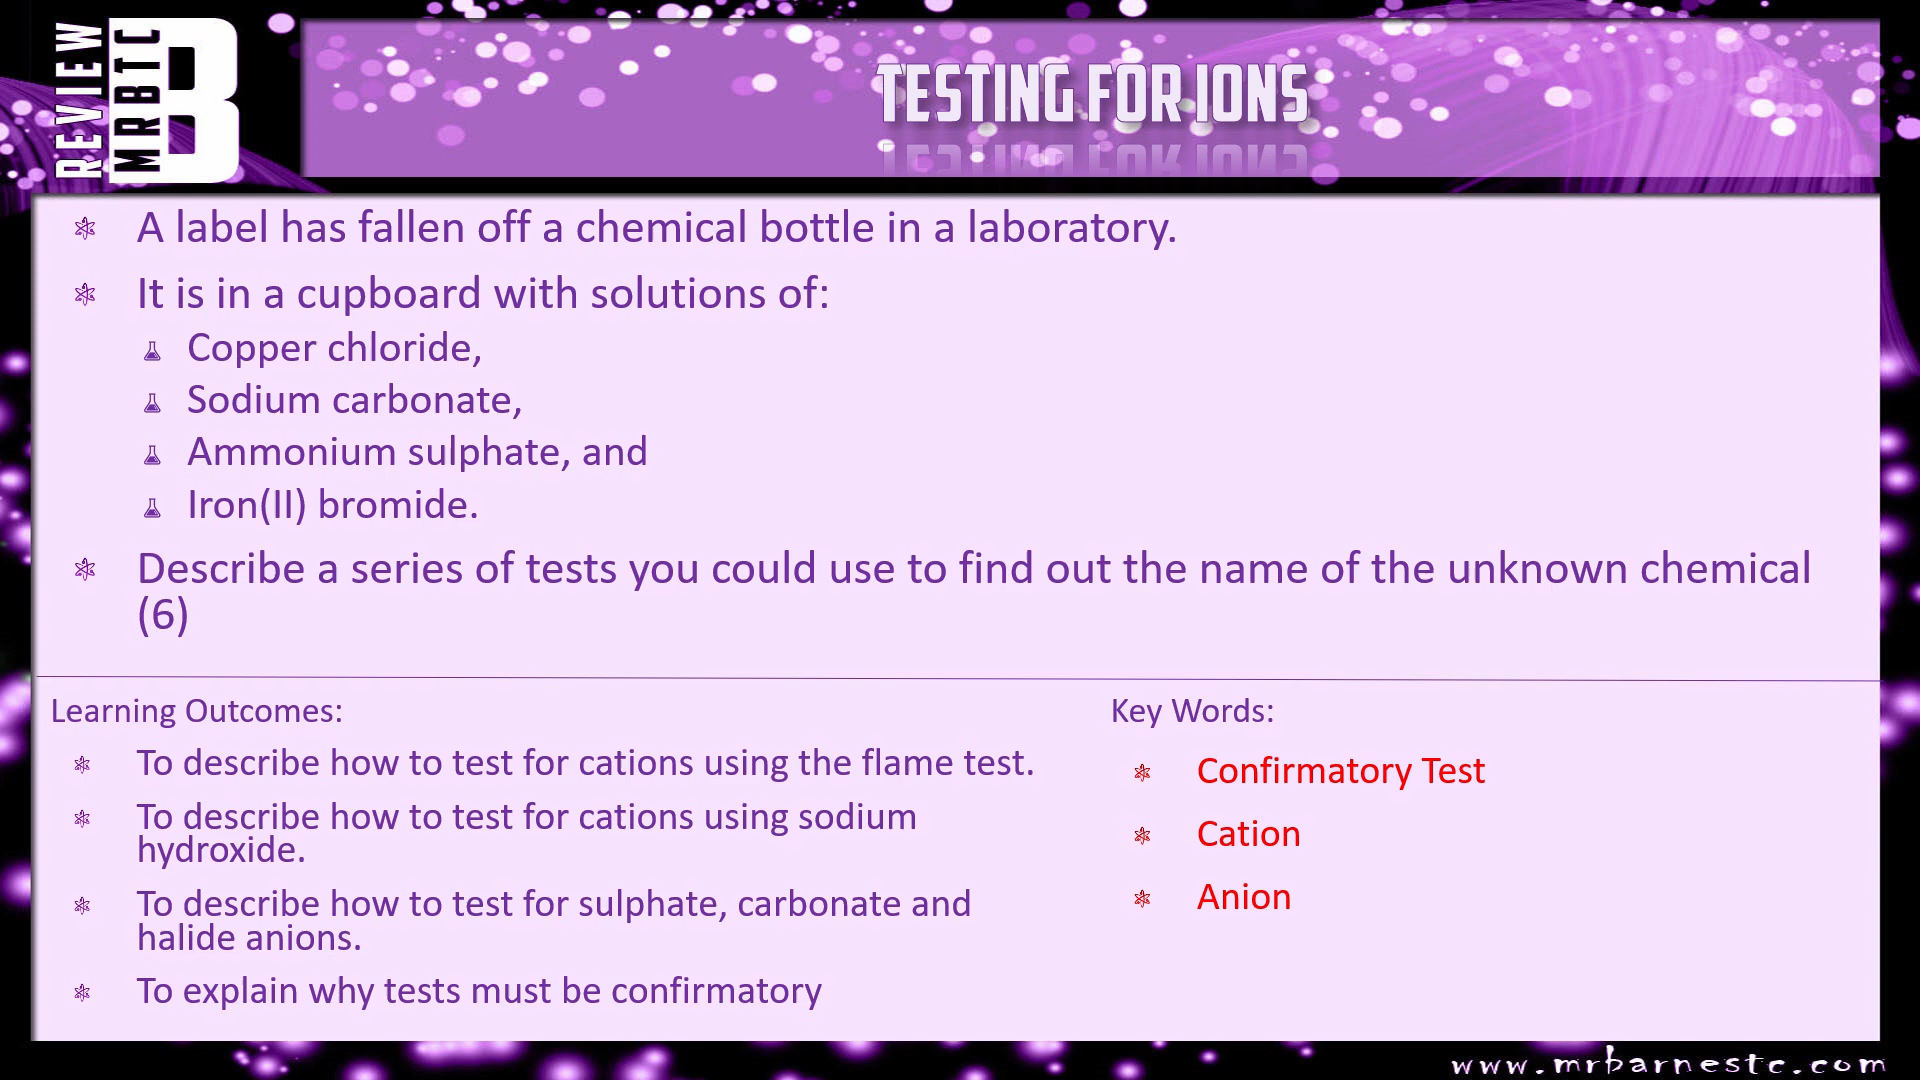 REVIEW
MRBTC
B
TESTING FOR IONS
A label has fallen off a chemical bottle in a laboratory.
It is in a cupboard with solutions of:
Copper chloride,
Sodium carbonate,
Ammonium sulphate, and
Iron(II) bromide.
Describe a series of tests you could use to find out the name of the unknown chemical
(6)
Learning Outcomes:
To describe how to test for cations using the flame test.
To describe how to test for cations using sodium
hydroxide.
To describe how to test for sulphate, carbonate and
halide anions.
To explain why tests must be confirmatory
Key Words:
Confirmatory Test
Cation
Anion
www.mrbarnestc.com